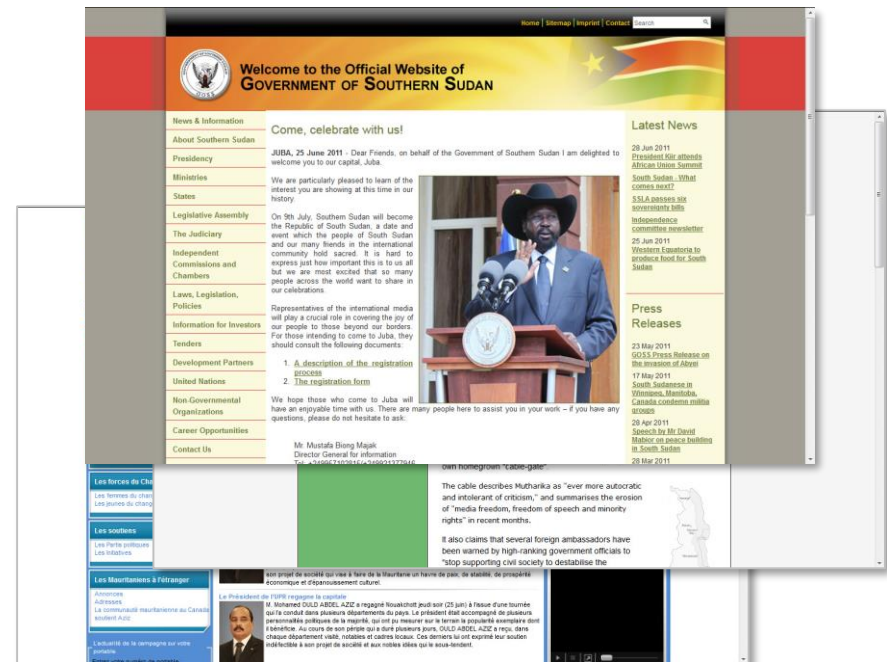 Home | Sitemap | Imprint | Contact Search
Welcome to the Official Website of
GOVERNMENT OF SOUTHERN SUDAN
GOSS
News & Information
About Southern Sudan
Presidency
Ministries
States
Legislative Assembly
The Judiciary
Independent
Commissions and
Chambers
Laws, Legislation,
Policies
Information for Investors
Tenders
Development Partners
United Nations
Non-Governmental
Organizations
Career Opportunities
Contact Us
Come, celebrate with us!
JUBA, 25 June 2011 - Dear Friends, on behalf of the Government of Southern Sudan I am delighted to
welcome you to our capital, Juba.
We are particularly pleased to learn of the
interest you are showing at this time in our
history.
On 9th July, Southern Sudan will become
the Republic of South Sudan, a date and
event which the people of South Sudan
and our many friends in the international
community hold sacred. It is hard to
express just how important this is to us all
but we are most excited that so many
people across the world want to share in
our celebrations.
Representatives of the international media
will play a crucial role in covering the joy of
our people to those beyond our borders.
For those intending to come to Juba, they
should consult the following documents:
1. A description of the registration
process
2. The registration form
We hope those who come to Juba will
have an enjoyable time with us. There are many people here to assist you in your work – if you have any
questions, please do not hesitate to ask:
Mr. Mustafa Biong Majak
Director General for information
Latest News
28 Jun 2011
President Kiir attends
African Union Summit
South Sudan - What
comes next?
SSLA passes six
sovereignty bills
Independence
committee newsletter
25 Jun 2011
Western Equatoria to
produce food for South
Sudan
Press
Releases
23 May 2011
GOSS Press Release on
the invasion of Abyei
17 May 2011
South Sudanese in
Winnipeg, Manitoba,
Canada condemn militia
groups
28 Apr 2011
Speech by Mr David
Mabior on peace building
in South Sudan
28 Mar 2011
own homegrown "cable-gate".
The cable describes Mutharika as "ever more autocratic
and intolerant of criticism," and summarises the erosion
of "media freedom, freedom of speech and minority
rights" in recent months.
It also claims that several foreign ambassadors have
been warned by high-ranking government officials to
"stop supporting civil society to destabilise the
Les forces du Cha
Les femmes du chan
Les jeunes du chang
Les soutiens
Les Partis politiques
Les Initiatives
Les Mauritaniens à l'étranger
Annonces
Adresses
La communauté mauritanienne au Canada
soutient Aziz
L'actualité de la campagne sur votre
portable.
son projet de société qui vise à faire de la Mauritanie un havre de paix, de stabilité, de prospérité
économique et d'épanouissement culturel.
Le Président de l'UPR regagne la capitale
M. Mohamed OULD ABDEL AZIZ a regagné Nouakchott jeudi soir (25 juin) à l'issue d'une tournée
qui l'a conduit dans plusieurs départements du pays. Le président était accompagné de plusieurs
personnalités politiques de la majorité, qui ont pu mesurer sur le terrain la popularité exemplaire dont
il bénéficie. Au cours de son périple qui a duré plusieurs jours, OULD ABDEL AZIZ a reçu, dans
chaque département visité, notables et cadres locaux. Ces derniers lui ont exprimé leur soutien
indéfectible à son projet de société et aux nobles idées qui le sous-tendent.